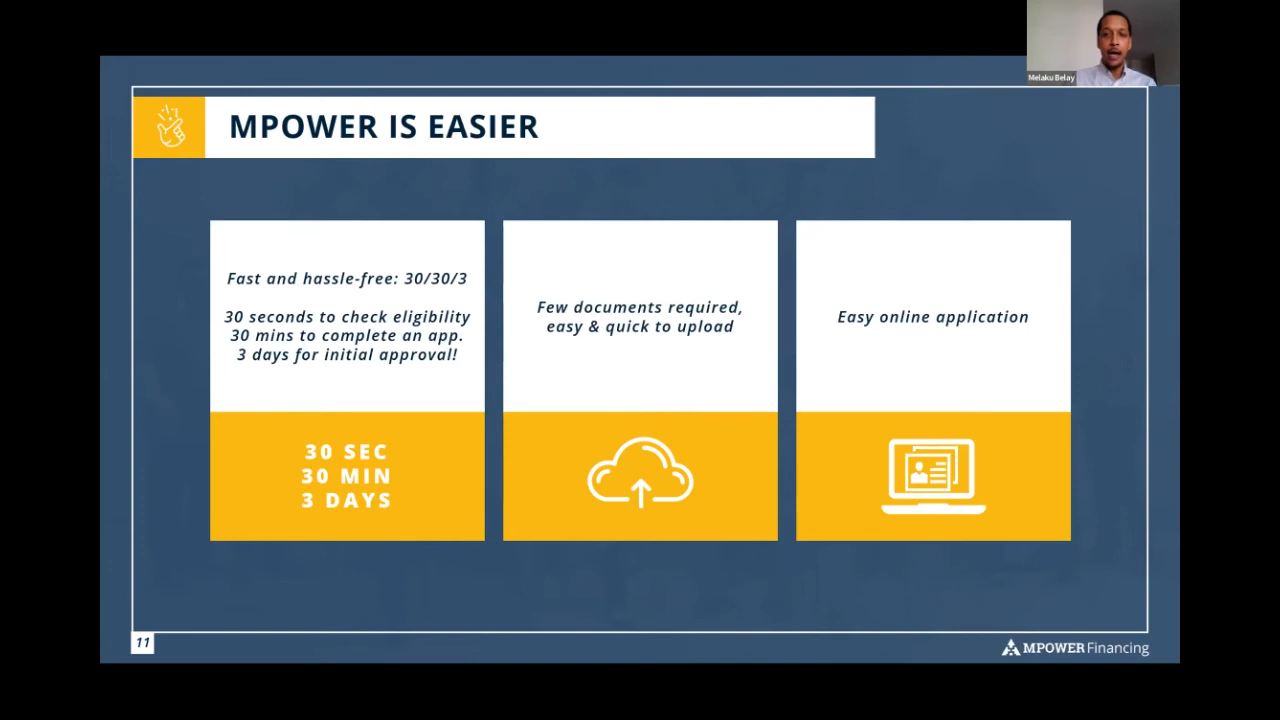 Melaku Belay
MPOWER IS EASIER
Fast and hassle-free: 30/30/3
30 seconds to check eligibility
30 mins to complete an app.
3 days for initial approval!
30 SEC
30 MIN
3 DAYS
Few documents required,
easy & quick to upload
Easy online application
11
MPOWER Financing